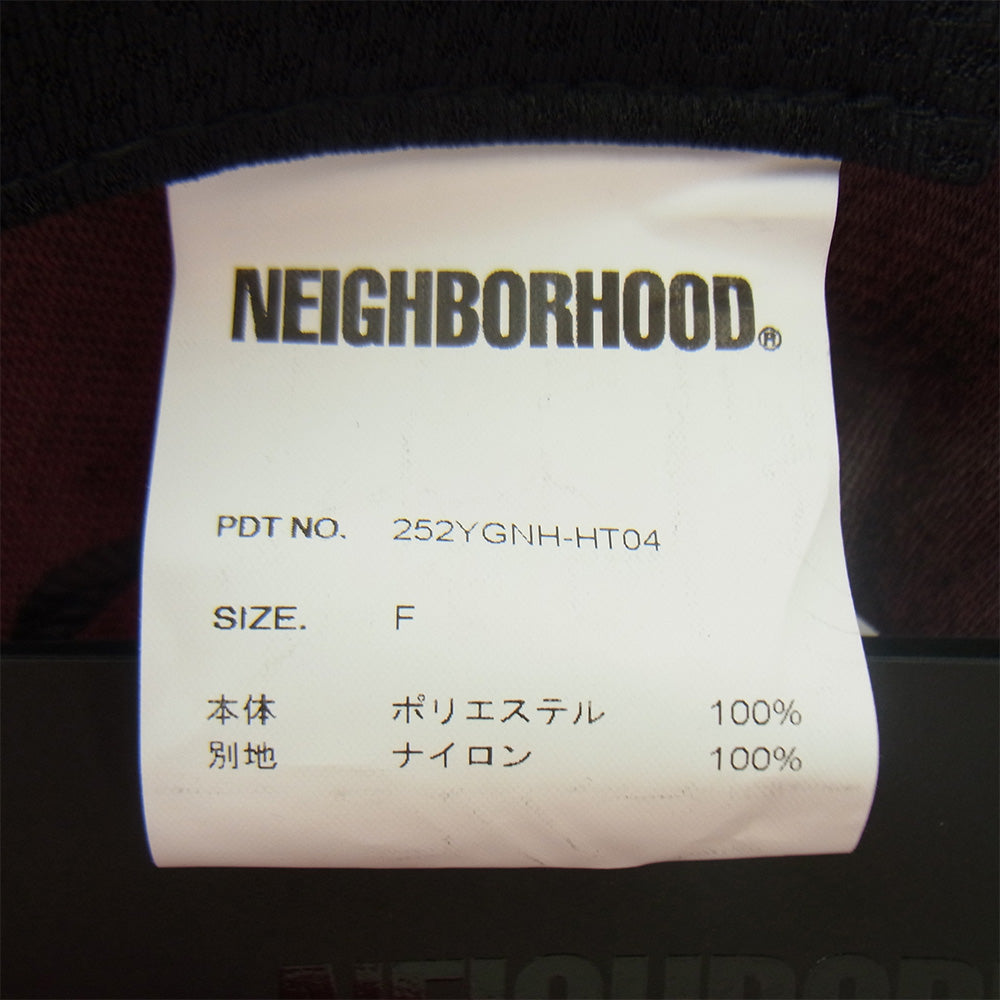 NEIGHBORHOOD®
PDT NO. 252YGNH-HT04
SIZE. F
本体 ポリエステル 100%
別地 ナイロン 100%
NEIGHBORHOOD